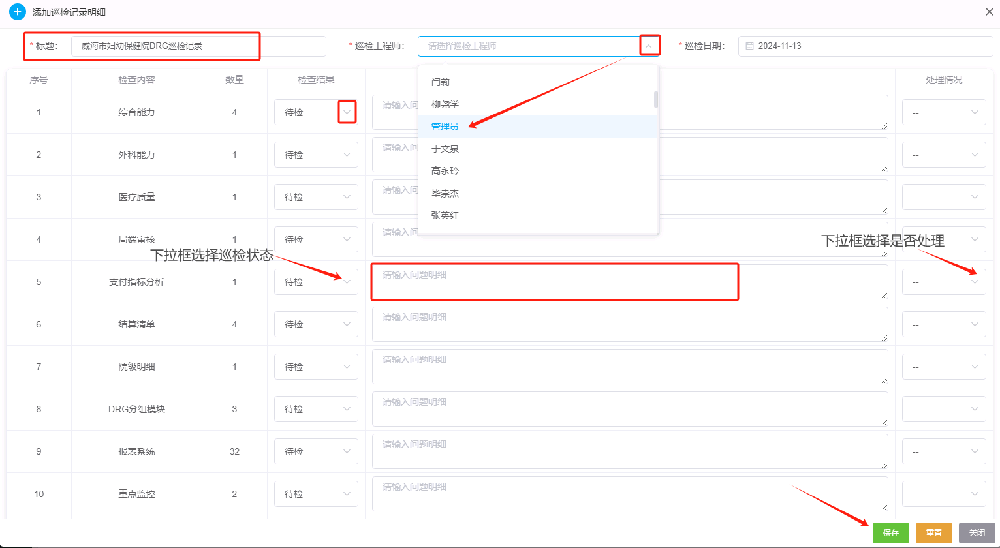 添加巡检记录明细
* 标题： 威海市妇幼保健院DRG巡检记录 * 巡检工程师： 请选择巡检工程师 * 巡检日期： 2024-11-13
序号 检查内容 数量 检查结果 处理情况
闫莉
柳尧学
管理员
于文泉
高永玲
毕崇杰
张英红
1 综合能力 4 待检 请输入问 --
2 外科能力 1 待检 请输入问 --
3 医疗质量 1 待检 请输入问 --
4 局端审核 1 待检 请输入问题明细
下拉框选择巡检状态 下拉框选择是否处理
5 支付指标分析 1 待检 请输入问题明细 --
6 结算清单 4 待检 请输入问题明细 --
7 院级明细 1 待检 请输入问题明细 --
8 DRG分组模块 3 待检 请输入问题明细 --
9 报表系统 32 待检 请输入问题明细 --
10 重点监控 2 待检 请输入问题明细 --
保存 重置 关闭